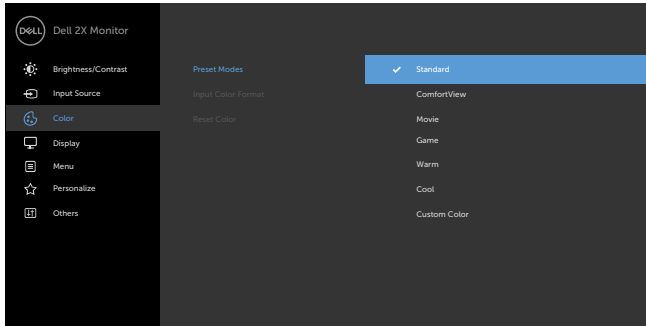 DELL Dell 2X Monitor
Brightness/Contrast Preset Modes Standard
Input Source Input Color Format ComfortView
Color Reset Color Movie
Display Game
Menu Warm
Personalize Cool
Others Custom Color